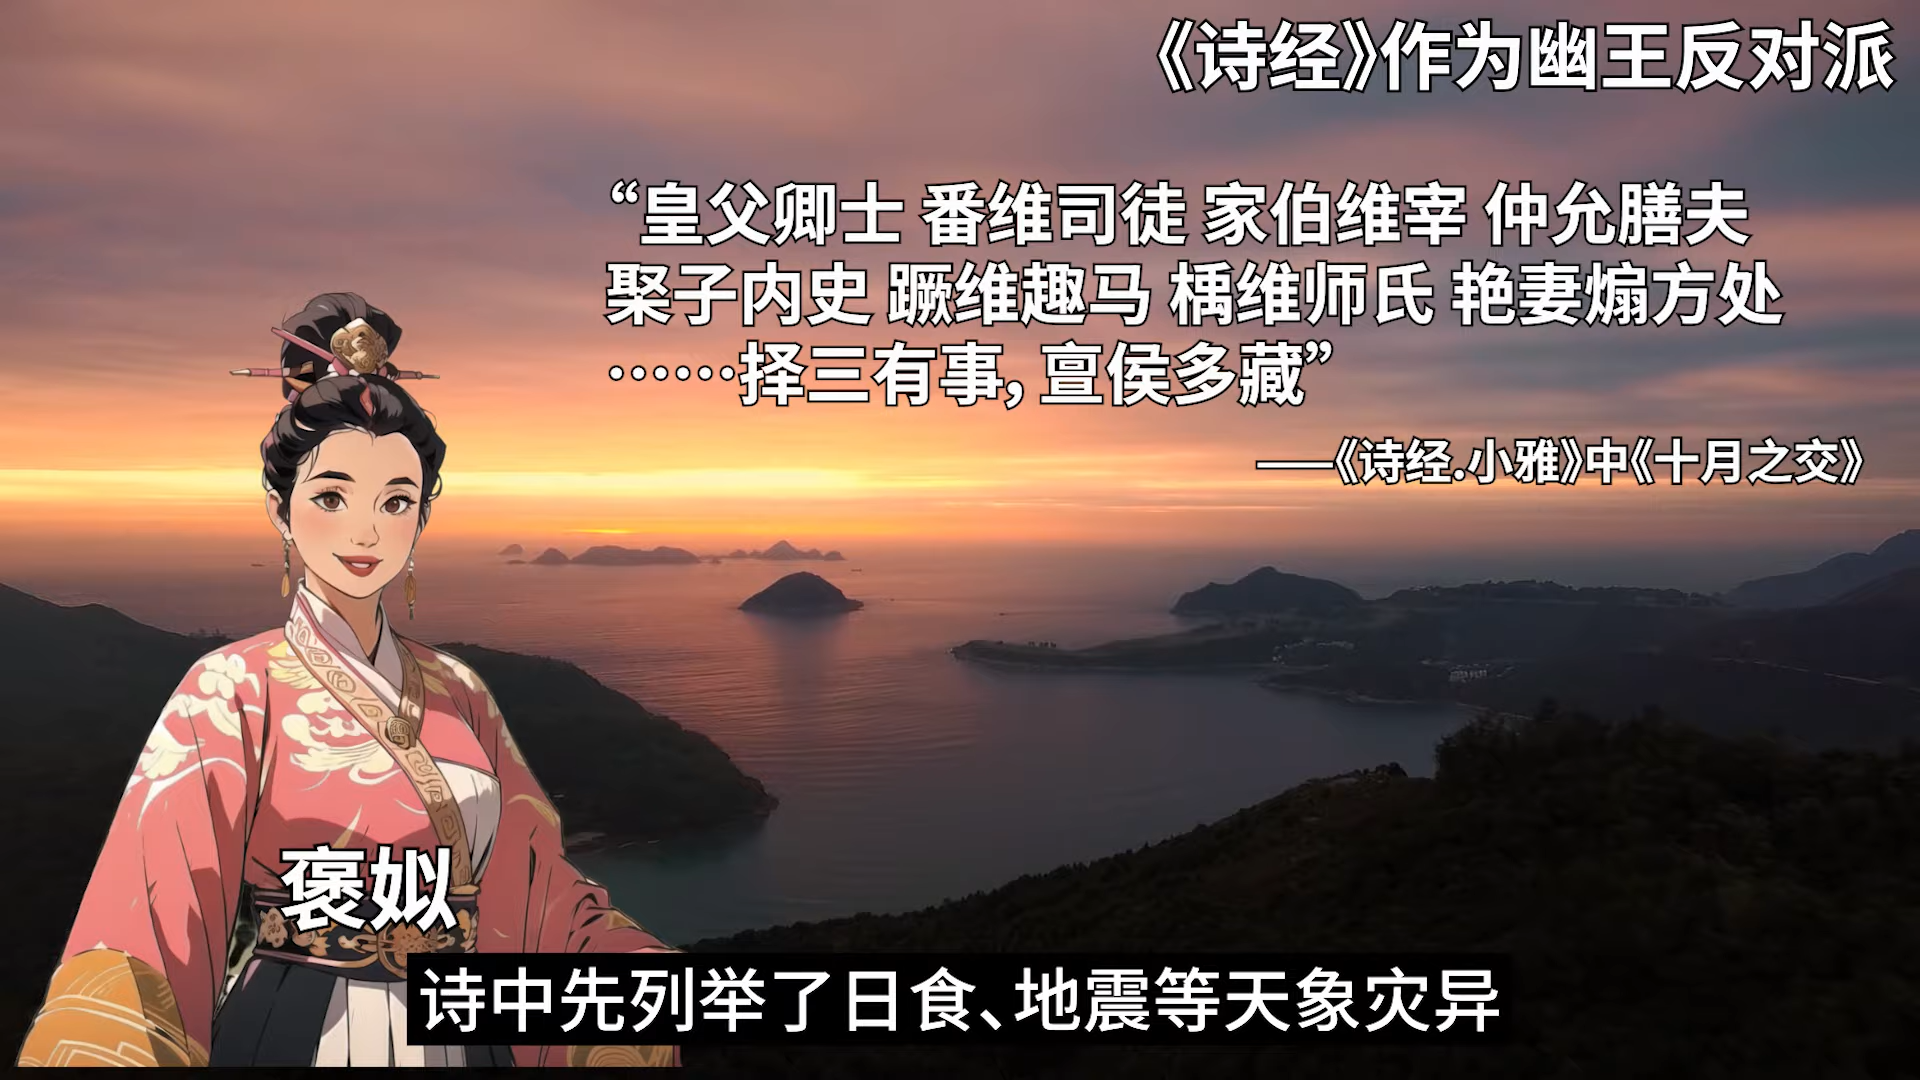 《诗经》作为幽王反对派
“皇父卿士 番维司徒 家伯维宰 仲允膳夫
棸子内史 蹶维趣马 楀维师氏 艳妻煽方处
……择三有事，亶侯多藏”
——《诗经.小雅》中《十月之交》
褒姒
诗中先列举了日食、地震等天象灾异